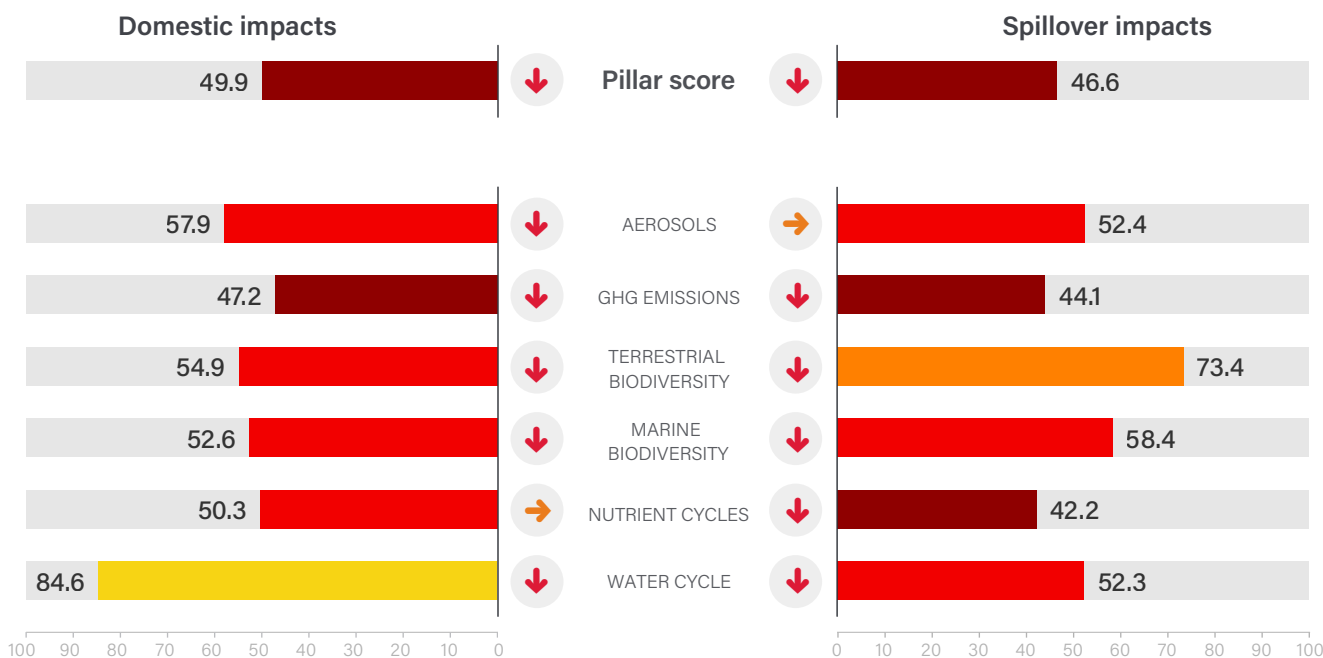 Domestic impacts
Spillover impacts
49.9
Pillar score
46.6
57.9
AEROSOLS
52.4
47.2
GHG EMISSIONS
44.1
54.9
TERRESTRIAL
BIODIVERSITY
73.4
52.6
MARINE
BIODIVERSITY
58.4
50.3
NUTRIENT CYCLES
42.2
84.6
WATER CYCLE
52.3
100 90 80 70 60 50 40 30 20 10 0
0 10 20 30 40 50 60 70 80 90 100